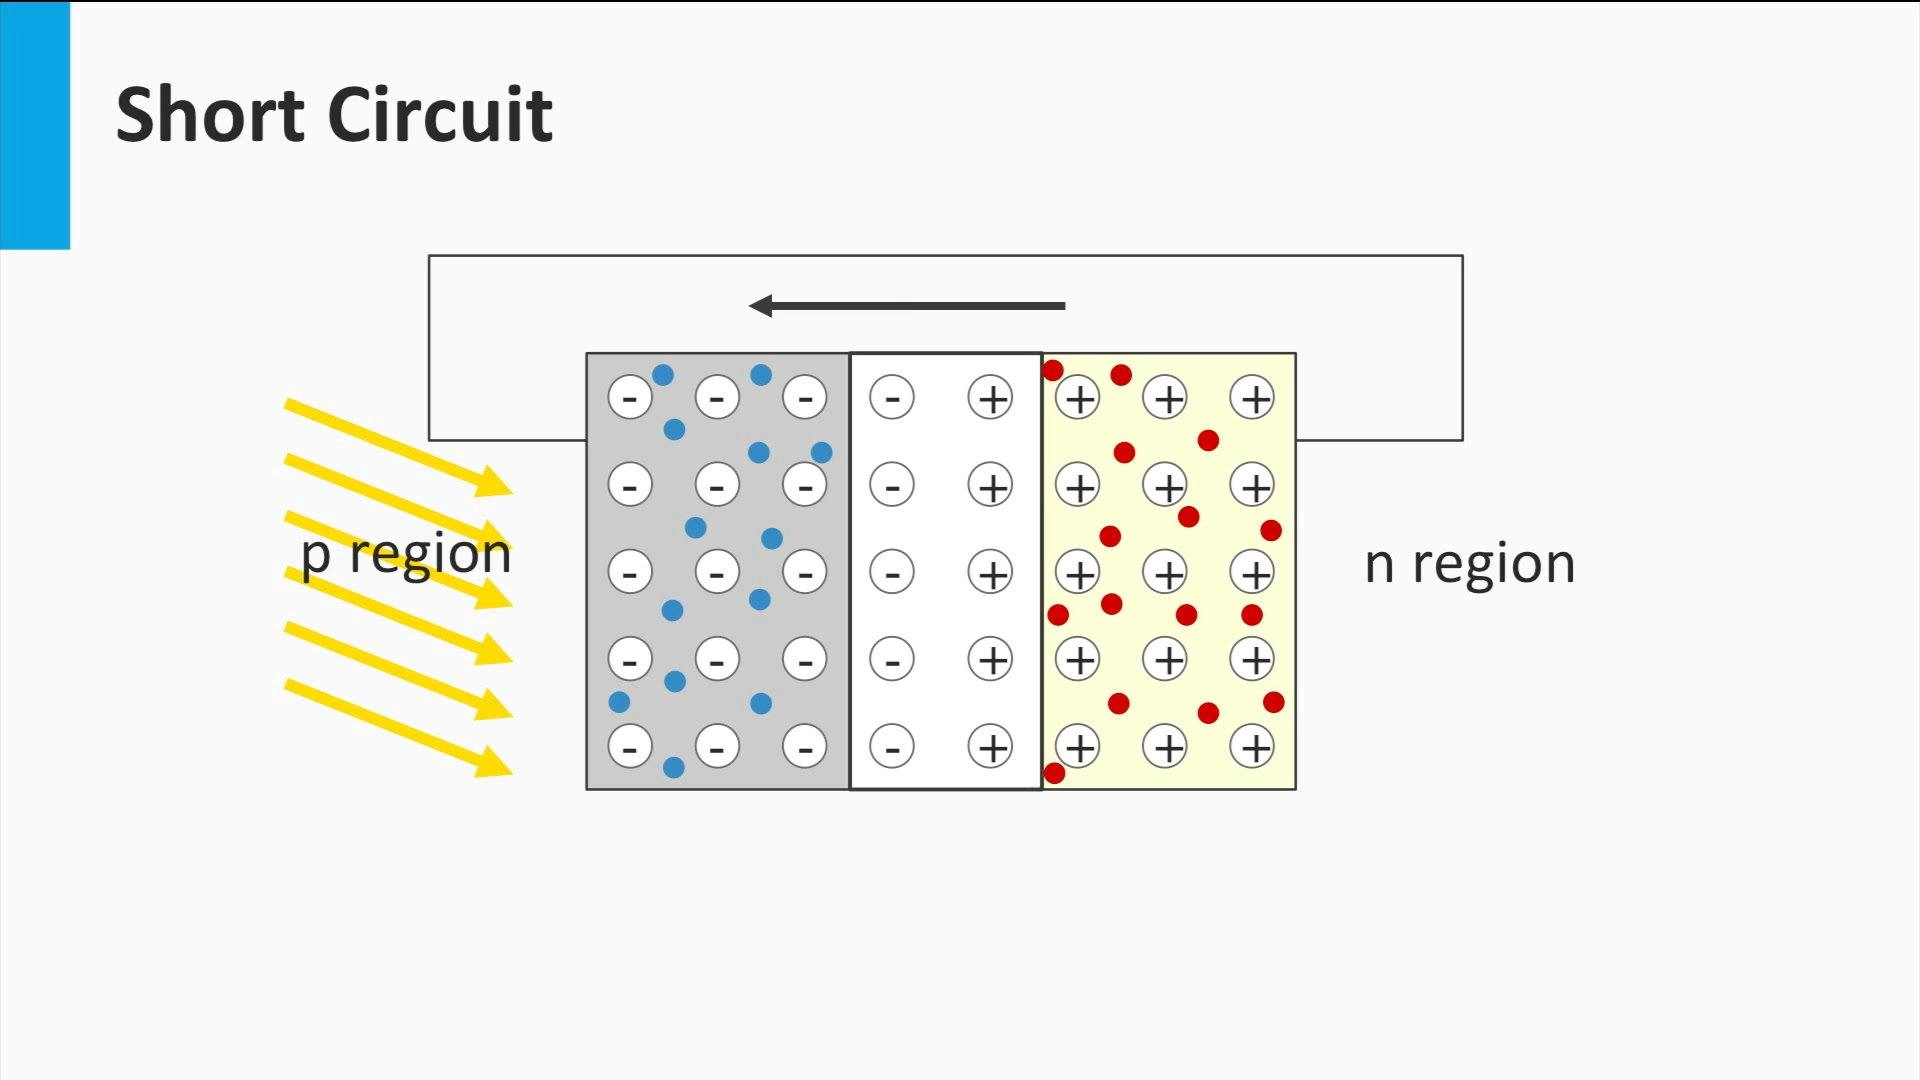 Short Circuit
- - - - + + + +
- - - - + + + +
p region
n region
- - - - + + + +
- - - - + + + +
- - - - + + + +